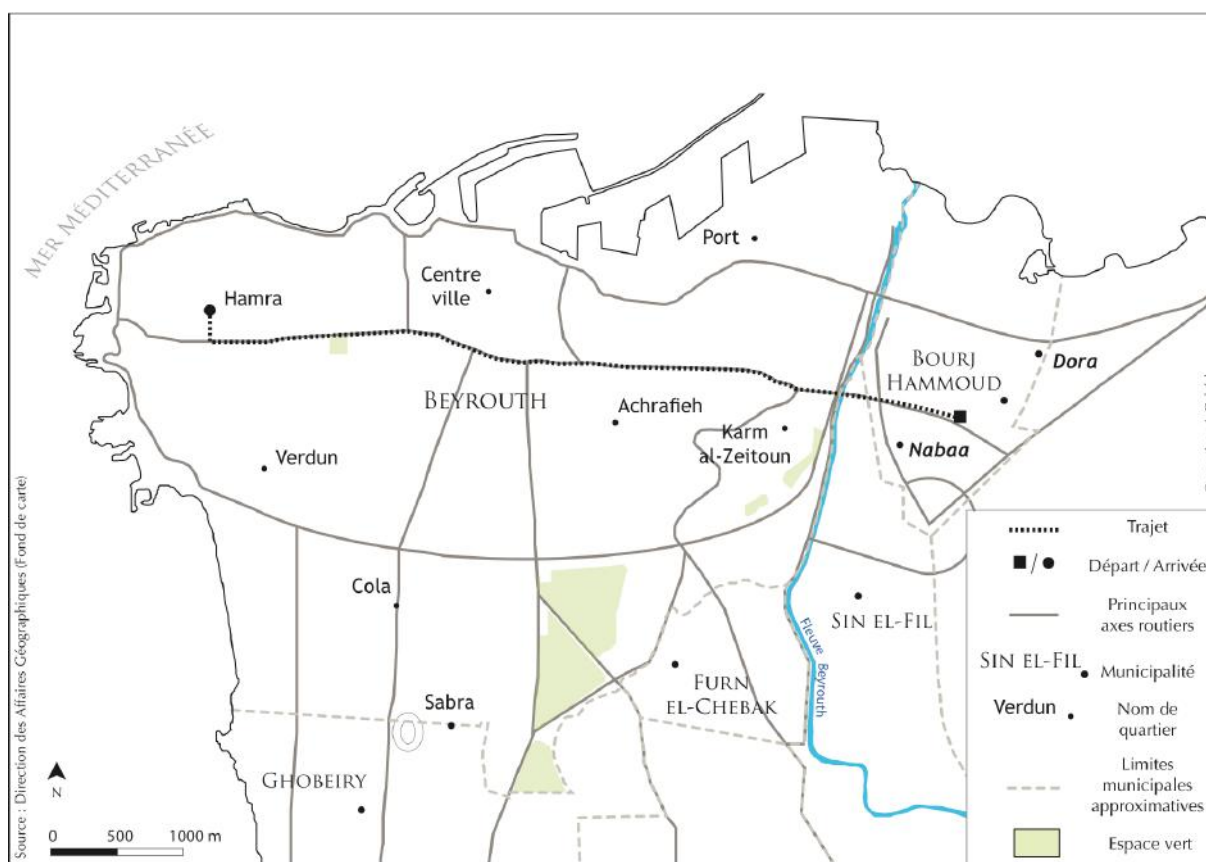 MER MÉDITERRANÉE
Port
Centre
ville
Hamra
Dora
BOURJ
HAMMOUD
BEYROUTH
Achrafieh
Karm
al-Zeitoun
Nabaa
Verdun
Cola
SIN EL-FIL
Fleuve Beyrouth
FURN
EL-CHEBAK
Sabra
GHOBEIRY
N
0 500 1000 m
Source : Direction des Affaires Géographiques (Fond de carte)
Trajet
Départ / Arrivée
Principaux
axes routiers
SIN EL-FIL
Municipalité
Verdun
Nom de
quartier
Limites
municipales
approximatives
Espace vert